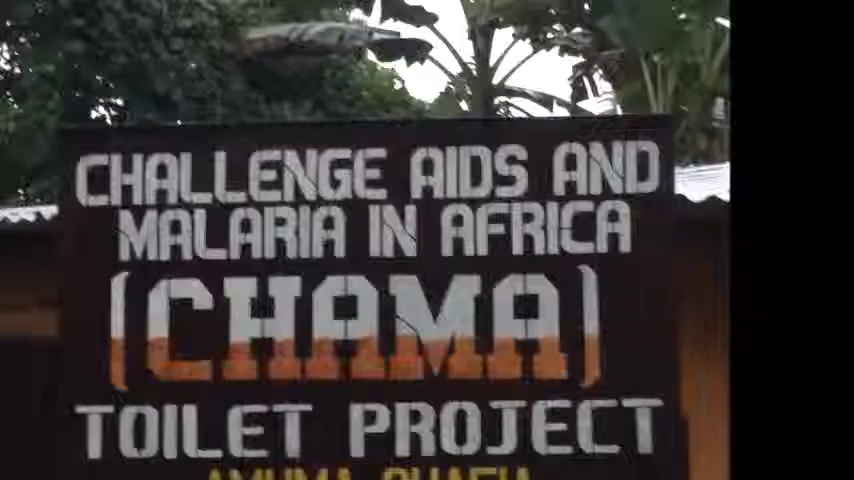 CHALLENGE AIDS AND
MALARIA IN AFRICA
(CHAMA)
TOILET PROJECT